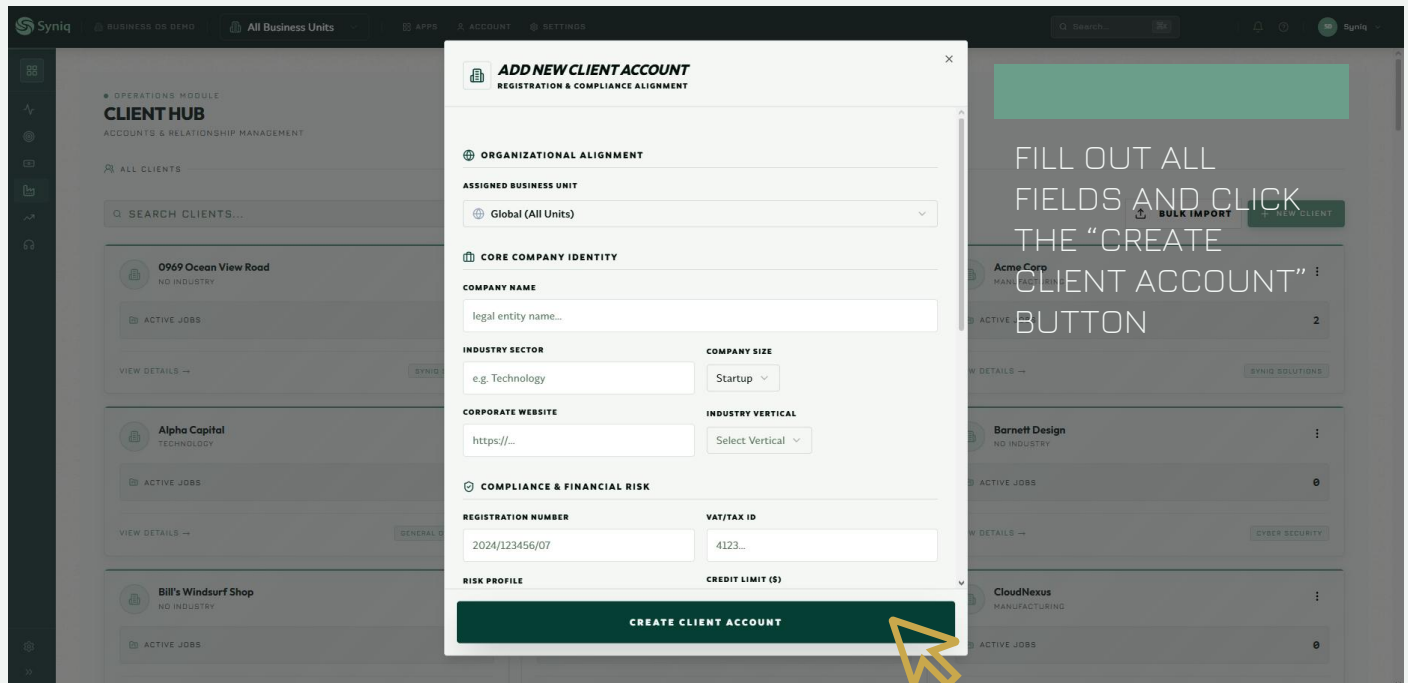 Syniq
BUSINESS OS DEMO
All Business Units
APPS
ACCOUNT
SETTINGS
Search...
⌘K
SB
Syniq
ADD NEW CLIENT ACCOUNT
REGISTRATION & COMPLIANCE ALIGNMENT
OPERATIONS MODULE
CLIENT HUB
ACCOUNTS & RELATIONSHIP MANAGEMENT
ALL CLIENTS
SEARCH CLIENTS...
BULK IMPORT
+ NEW CLIENT
ORGANIZATIONAL ALIGNMENT
ASSIGNED BUSINESS UNIT
Global (All Units)
CORE COMPANY IDENTITY
COMPANY NAME
legal entity name...
INDUSTRY SECTOR
COMPANY SIZE
e.g. Technology
Startup
CORPORATE WEBSITE
INDUSTRY VERTICAL
https://...
Select Vertical
COMPLIANCE & FINANCIAL RISK
REGISTRATION NUMBER
VAT/TAX ID
2024/123456/07
4123...
RISK PROFILE
CREDIT LIMIT ($)
CREATE CLIENT ACCOUNT
FILL OUT ALL
FIELDS AND CLICK
THE “CREATE
CLIENT ACCOUNT”
BUTTON
0969 Ocean View Road
NO INDUSTRY
ACTIVE JOBS
VIEW DETAILS →
SYNIQ
Acme Corp
MANUFACTURING
ACTIVE JOBS
2
W DETAILS →
SYNIQ SOLUTIONS
Alpha Capital
TECHNOLOGY
ACTIVE JOBS
VIEW DETAILS →
GENERAL
Barnett Design
NO INDUSTRY
ACTIVE JOBS
0
W DETAILS →
CYBER SECURITY
Bill's Windsurf Shop
NO INDUSTRY
ACTIVE JOBS
CloudNexus
MANUFACTURING
ACTIVE JOBS
0